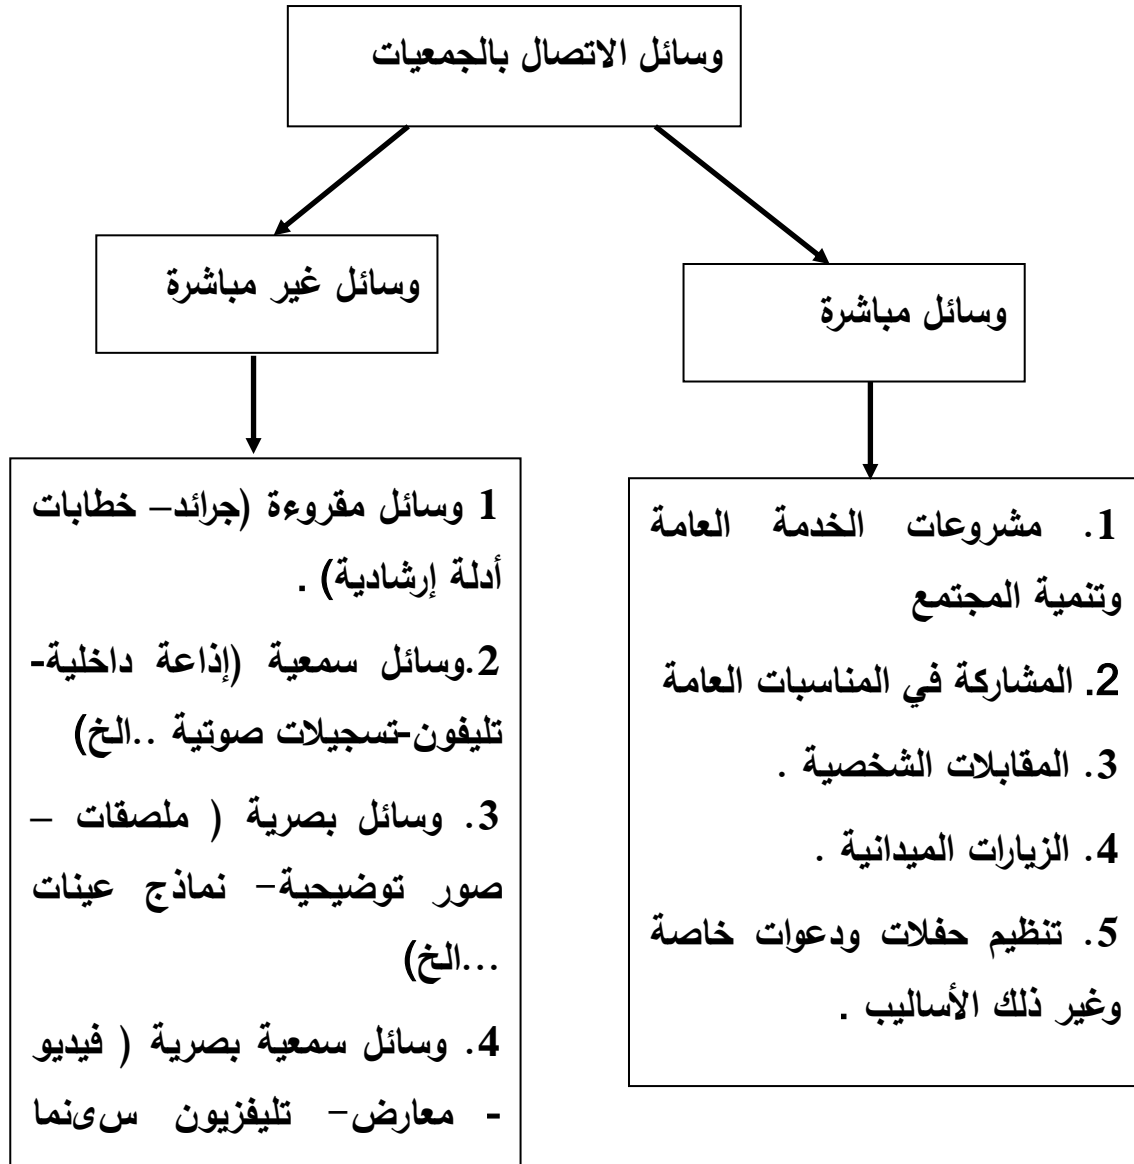 وسائل الاتصال بالجمعيات
وسائل مباشرة
وسائل غير مباشرة
1. مشروعات الخدمة العامة
وتنمية المجتمع
2. المشاركة في المناسبات العامة
3. المقابلات الشخصية .
4. الزيارات الميدانية .
5. تنظيم حفلات ودعوات خاصة
وغير ذلك الأساليب .
1 وسائل مقروءة (جرائد– خطابات
أدلة إرشادية) .
2.وسائل سمعية (إذاعة داخلية-
تليفون-تسجيلات صوتية ..الخ)
3. وسائل بصرية ( ملصقات –
صور توضيحية– نماذج عينات
...الخ)
4. وسائل سمعية بصرية ( فيديو
- معارض– تليفزيون سىنما